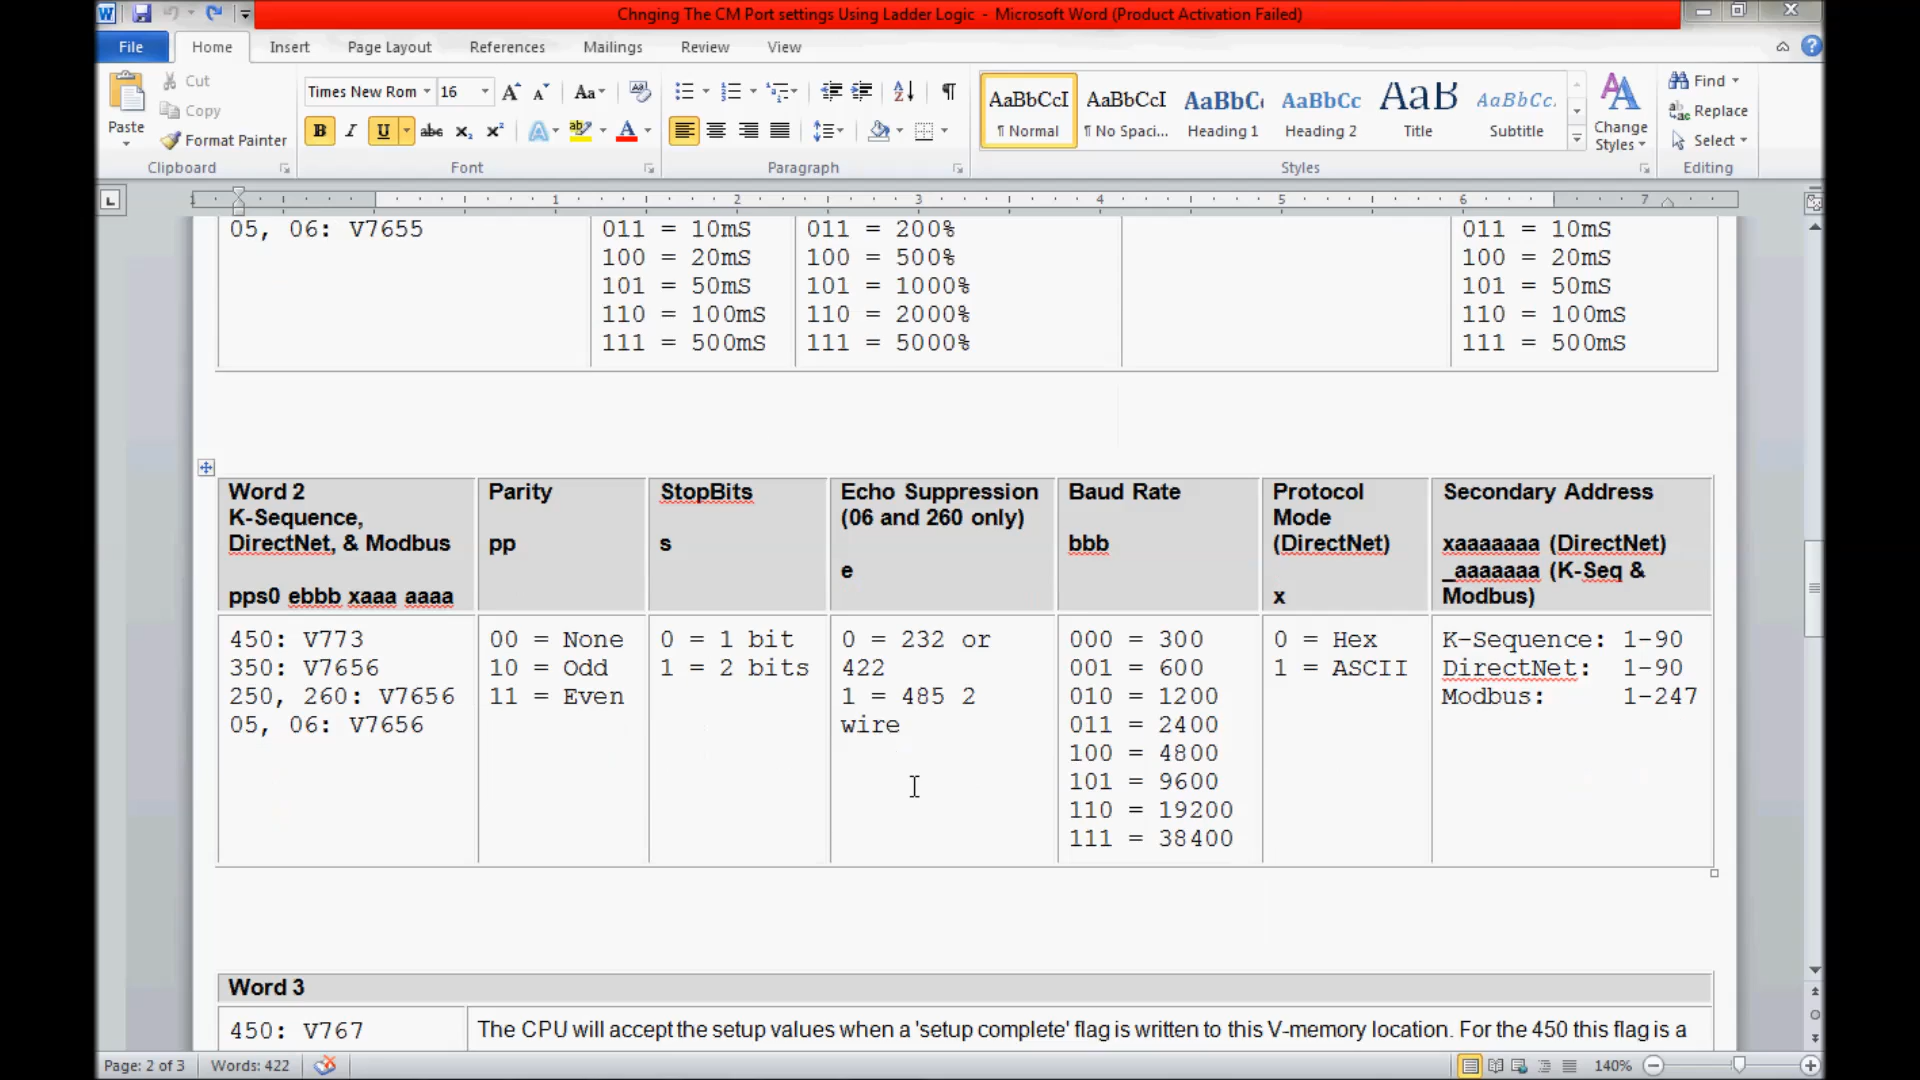 Chnging The CM Port settings Using Ladder Logic - Microsoft Word (Product Activation Failed)
File Home Insert Page Layout References Mailings Review View
Paste
Cut
Copy
Format Painter
Clipboard
Times New Rom 16
Font
Paragraph
AaBbCcI AaBbCcI AaBbC AaBbCc AaB AaBbCc.
¶ Normal ¶ No Spaci... Heading 1 Heading 2 Title Subtitle
Change Styles
Styles
Find
Replace
Select
Editing
1 1 2 3 4 5 6 7
05, 06: V7655
011 = 10mS
100 = 20mS
101 = 50mS
110 = 100mS
111 = 500mS
011 = 200%
100 = 500%
101 = 1000%
110 = 2000%
111 = 5000%
011 = 10mS
100 = 20mS
101 = 50mS
110 = 100mS
111 = 500mS
Word 2
K-Sequence,
DirectNet, & Modbus
pps0 ebbb xaaa aaaa
Parity
pp
StopBits
s
Echo Suppression
(06 and 260 only)
e
Baud Rate
bbb
Protocol
Mode
(DirectNet)
x
Secondary Address
xaaaaaaa (DirectNet)
_aaaaaaa (K-Seq &
Modbus)
450: V773
350: V7656
250, 260: V7656
05, 06: V7656
00 = None
10 = Odd
11 = Even
0 = 1 bit
1 = 2 bits
0 = 232 or
422
1 = 485 2
wire
000 = 300
001 = 600
010 = 1200
011 = 2400
100 = 4800
101 = 9600
110 = 19200
111 = 38400
0 = Hex
1 = ASCII
K-Sequence: 1-90
DirectNet: 1-90
Modbus: 1-247
Word 3
450: V767
The CPU will accept the setup values when a 'setup complete' flag is written to this V-memory location. For the 450 this flag is a
Page: 2 of 3 Words: 422 140%